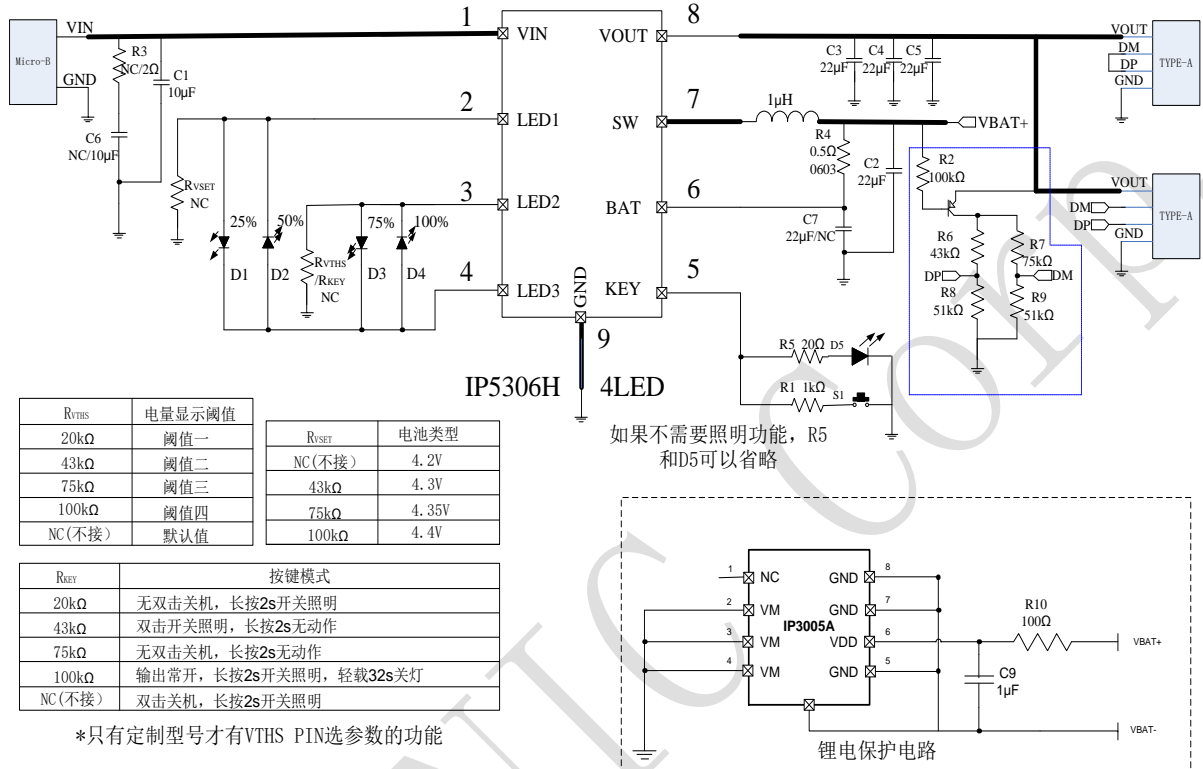 Micro-B
VIN
GND
R3
NC/2Ω
C1
10μF
C6
NC/10μF
RVSET
NC
25%
50%
75%
100%
D1
D2
RVTHS
/RKEY
NC
D3
D4
1
2
3
4
VIN
LED1
LED2
LED3
GND
9
VOUT
SW
BAT
KEY
8
7
6
5
IP5306H 4LED
C3
22μF
C4
22μF
C5
22μF
1μH
VBAT+
R4
0.5Ω
0603
C2
22μF
C7
22μF/NC
R2
100kΩ
R6
43kΩ
R7
75kΩ
DP
DM
R8
51kΩ
R9
51kΩ
VOUT
DM
DP
GND
TYPE-A
VOUT
DM
DP
GND
TYPE-A
R5 20Ω D5
R1 1kΩ S1
如果不需要照明功能，R5
和D5可以省略
RVTHS 电量显示阈值
20kΩ 阈值一
43kΩ 阈值二
75kΩ 阈值三
100kΩ 阈值四
NC(不接) 默认值
RVSET 电池类型
NC(不接) 4.2V
43kΩ 4.3V
75kΩ 4.35V
100kΩ 4.4V
RKEY 按键模式
20kΩ 无双击关机，长按2s开关照明
43kΩ 双击开关照明，长按2s无动作
75kΩ 无双击关机，长按2s无动作
100kΩ 输出常开，长按2s开关照明，轻载32s关灯
NC(不接) 双击关机，长按2s开关照明
*只有定制型号才有VTHS PIN选参数的功能
1 NC GND 8
2 VM GND 7
IP3005A
3 VM VDD 6
4 VM GND 5
R10
100Ω
VBAT+
C9
1μF
VBAT-
锂电保护电路
NIC Corp